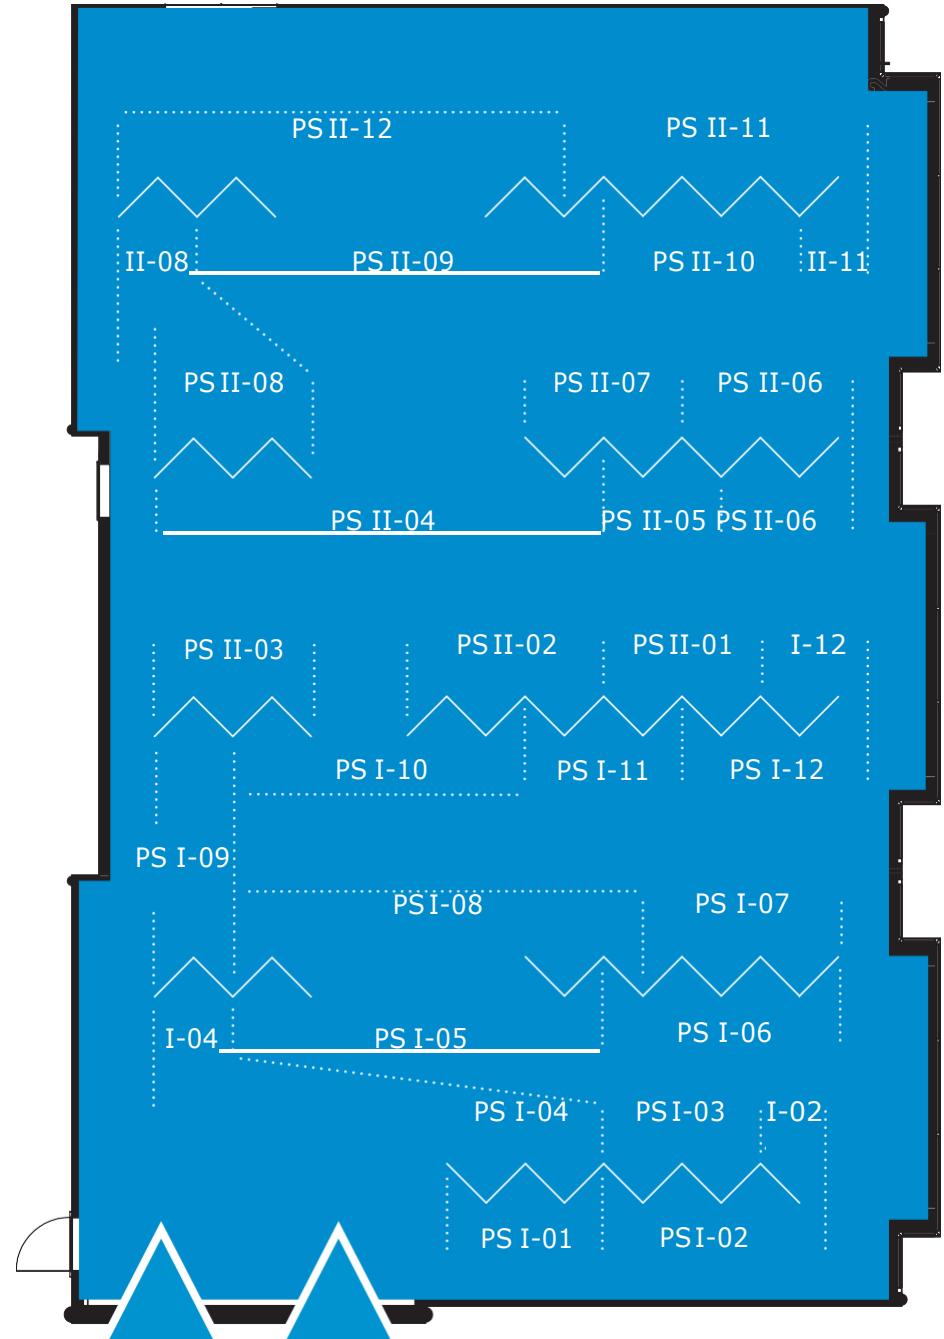 PS II-12 PS II-11
II-08 PS II-09 PS II-10 II-11
PS II-08 PS II-07 PS II-06
PS II-04 PS II-05 PS II-06
PS II-03 PS II-02 PS II-01 I-12
PS I-10 PS I-11 PS I-12
PS I-09
PS I-08 PS I-07
I-04 PS I-05 PS I-06
PS I-04 PS I-03 I-02
PS I-01 PS I-02